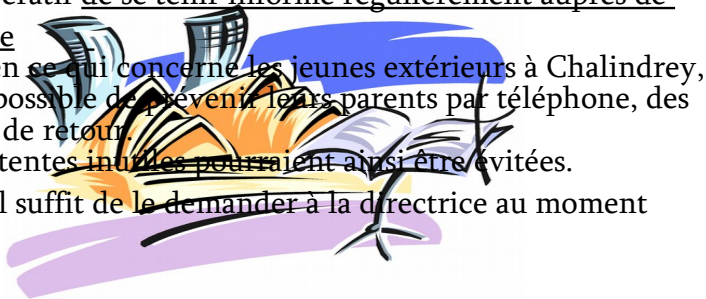 de se tenir informé régulièrement auprès de
en ce qui concerne les jeunes extérieurs à Chalindrey,
possible de prévenir leurs parents par téléphone, des
de retour.
tentes inutiles pourraient ainsi être évitées.
l suffit de le demander à la directrice au moment